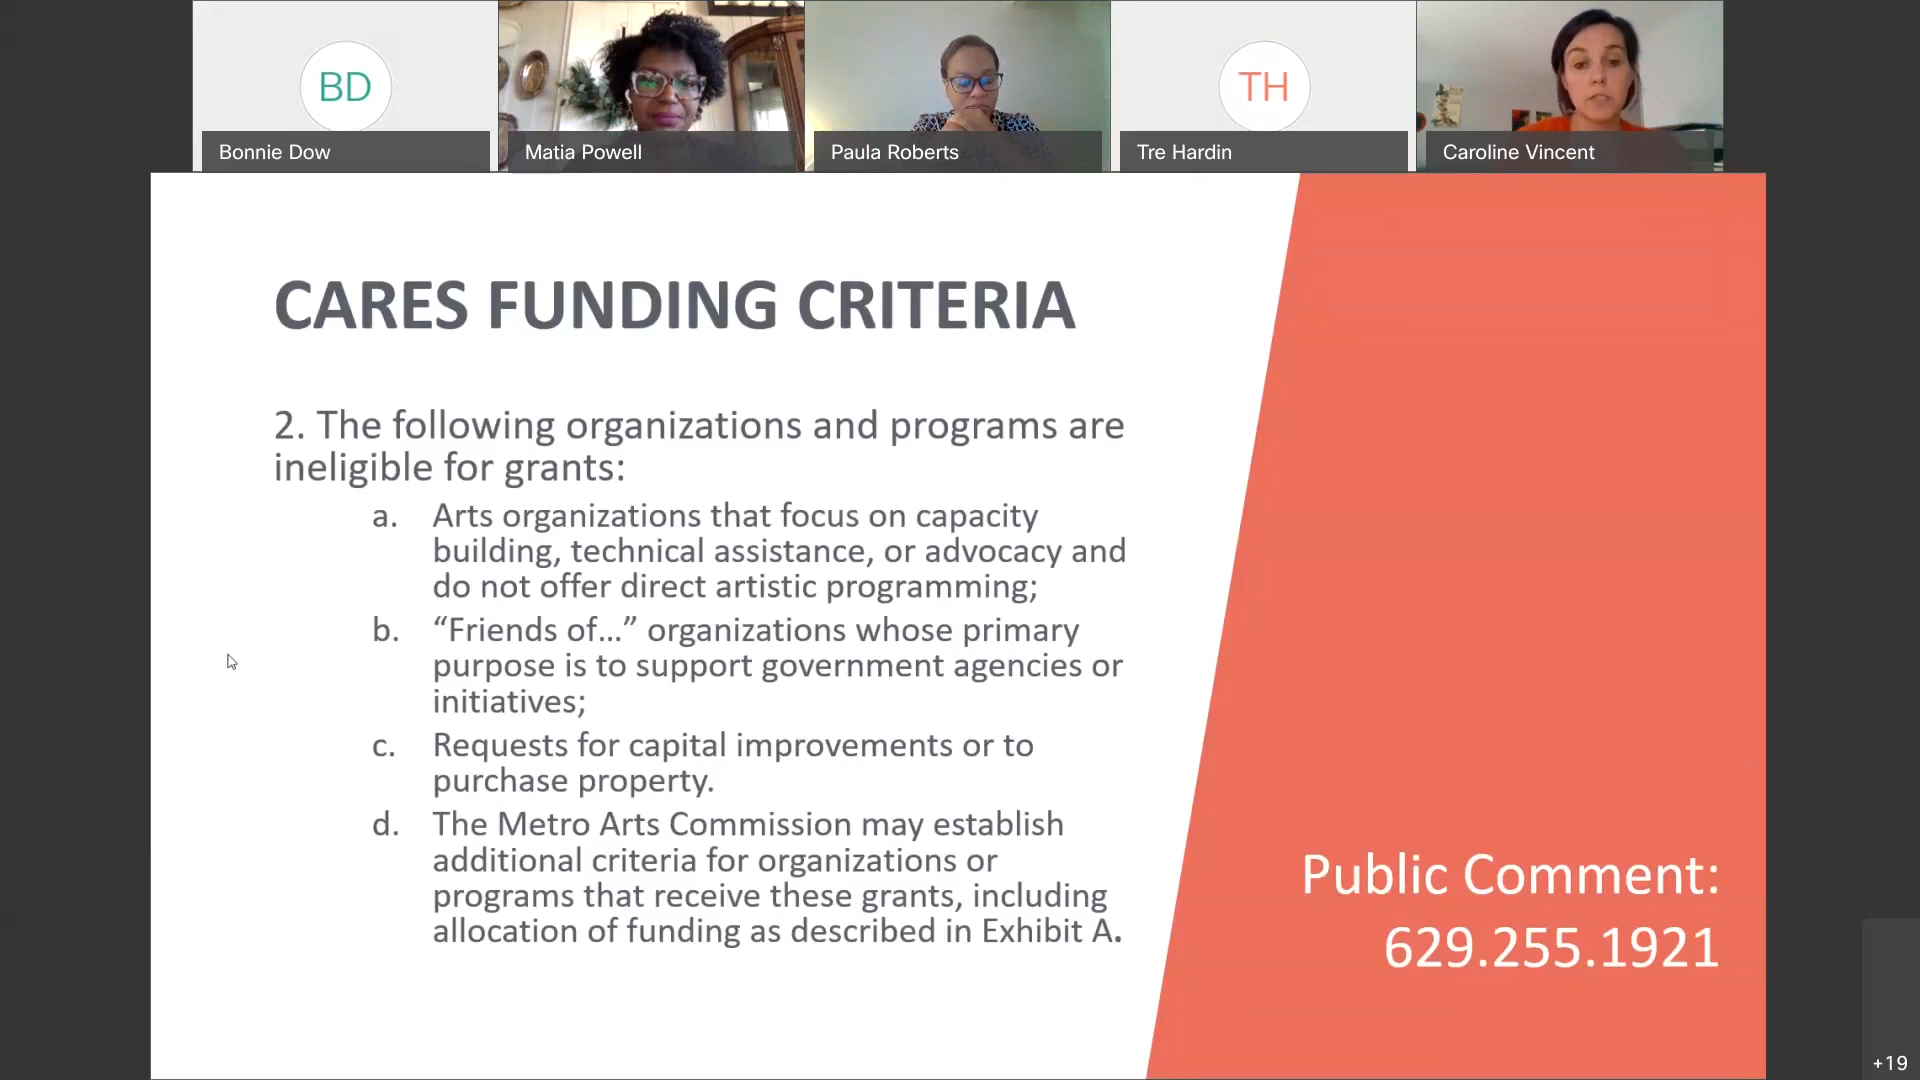 BD
TH
Bonnie Dow
Matia Powell
Paula Roberts
Tre Hardin
Caroline Vincent
CARES FUNDING CRITERIA
2. The following organizations and programs are
ineligible for grants:
a. Arts organizations that focus on capacity
building, technical assistance, or advocacy and
do not offer direct artistic programming;
b. “Friends of…” organizations whose primary
purpose is to support government agencies or
initiatives;
c. Requests for capital improvements or to
purchase property.
d. The Metro Arts Commission may establish
additional criteria for organizations or
programs that receive these grants, including
allocation of funding as described in Exhibit A.
Public Comment:
629.255.1921
+19